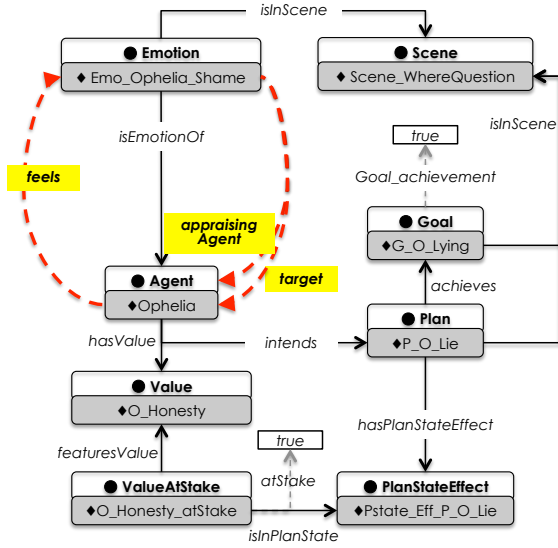 isInScene
● Emotion
♦ Emo_Ophelia_Shame
● Scene
♦ Scene_WhereQuestion
isEmotionOf
true
isInScene
feels
Goal_achievement
appraising
Agent
● Goal
♦G_O_Lying
● Agent
♦Ophelia
target
achieves
● Plan
♦P_O_Lie
hasValue
intends
● Value
♦O_Honesty
hasPlanStateEffect
true
featuresValue
atStake
● ValueAtStake
♦O_Honesty_atStake
● PlanStateEffect
♦Pstate_Eff_P_O_Lie
isInPlanState